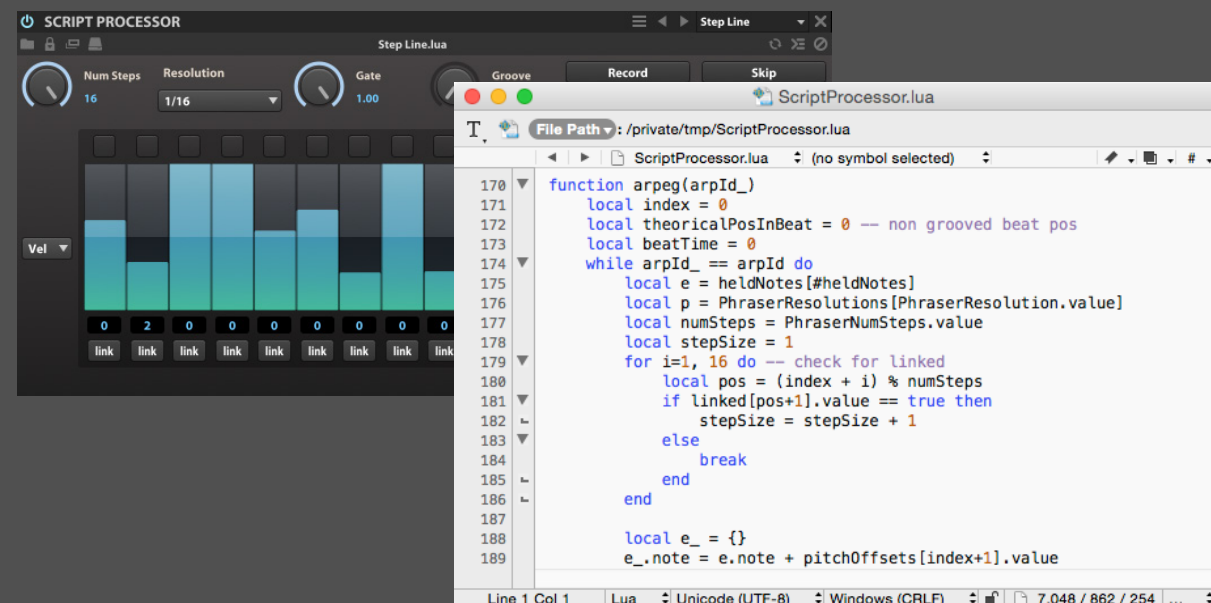 SCRIPT PROCESSOR
Step Line
Step Line.lua
Num Steps
16
Resolution
1/16
Gate
1.00
Groove
Record
Skip
Vel
0 2 0 0 0 0 0 0 0
link link link link link link link link link
ScriptProcessor.lua
T. File Path : /private/tmp/ScriptProcessor.lua
ScriptProcessor.lua (no symbol selected) #
170 function arpeg(arpId_)
171 local index = 0
172 local theoricalPosInBeat = 0 -- non grooved beat pos
173 local beatTime = 0
174 while arpId_ == arpId do
175 local e = heldNotes[#heldNotes]
176 local p = PhraserResolutions[PhraserResolution.value]
177 local numSteps = PhraserNumSteps.value
178 local stepSize = 1
179 for i=1, 16 do -- check for linked
180 local pos = (index + i) % numSteps
181 if linked[pos+1].value == true then
182 stepSize = stepSize + 1
183 else
184 break
185 end
186 end
187
188 local e_ = {}
189 e_.note = e.note + pitchOffsets[index+1].value
Line 1 Col 1 Lua Unicode (UTF-8) Windows (CRLF) 7,048 / 862 / 254 ...